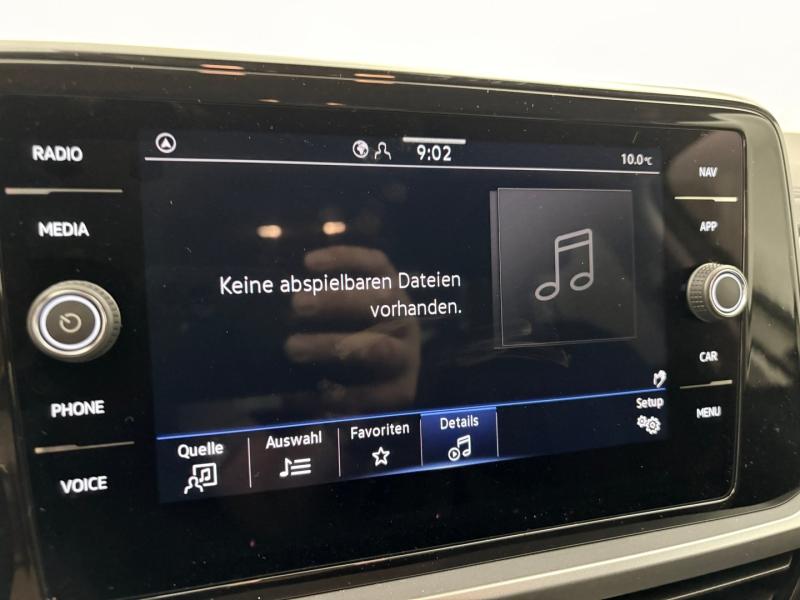 RADIO
MEDIA
PHONE
VOICE
9:02
10.0°C
Keine abspielbaren Dateien
vorhanden.
Quelle
Auswahl
Favoriten
Details
Setup
NAV
APP
CAR
MENU